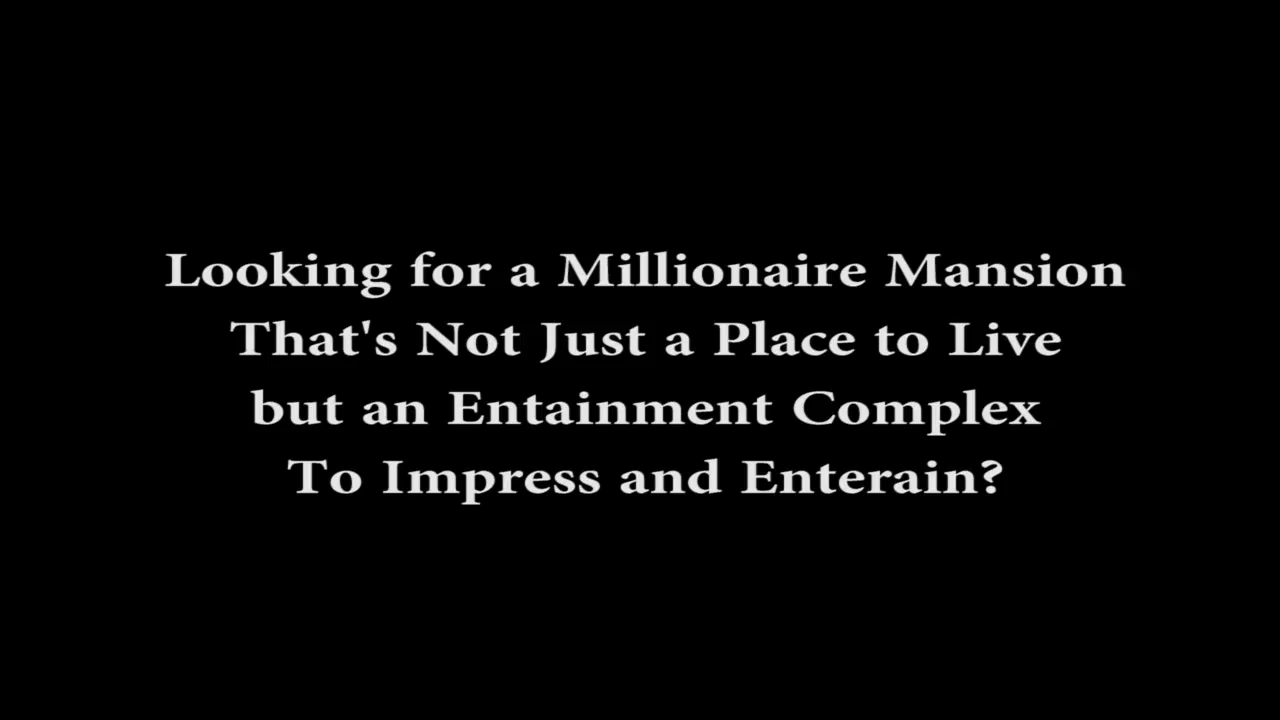 Looking for a Millionaire Mansion
That's Not Just a Place to Live
but an Entainment Complex
To Impress and Enterain?